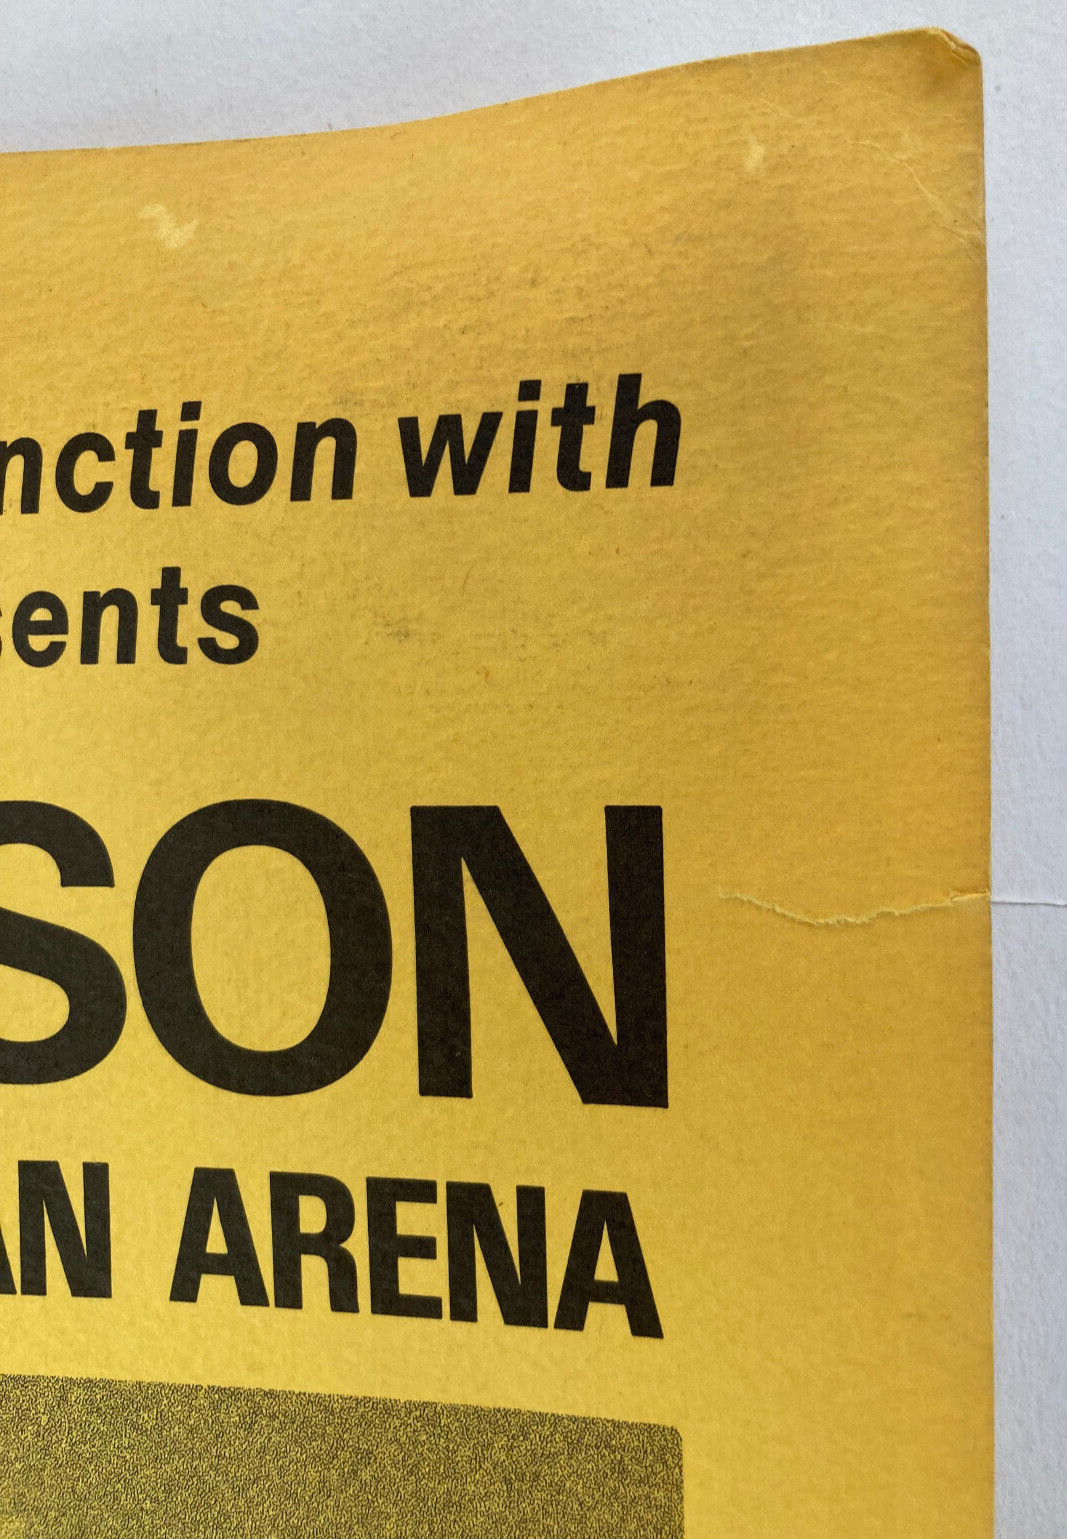 nction with
sents
SON
AN ARENA